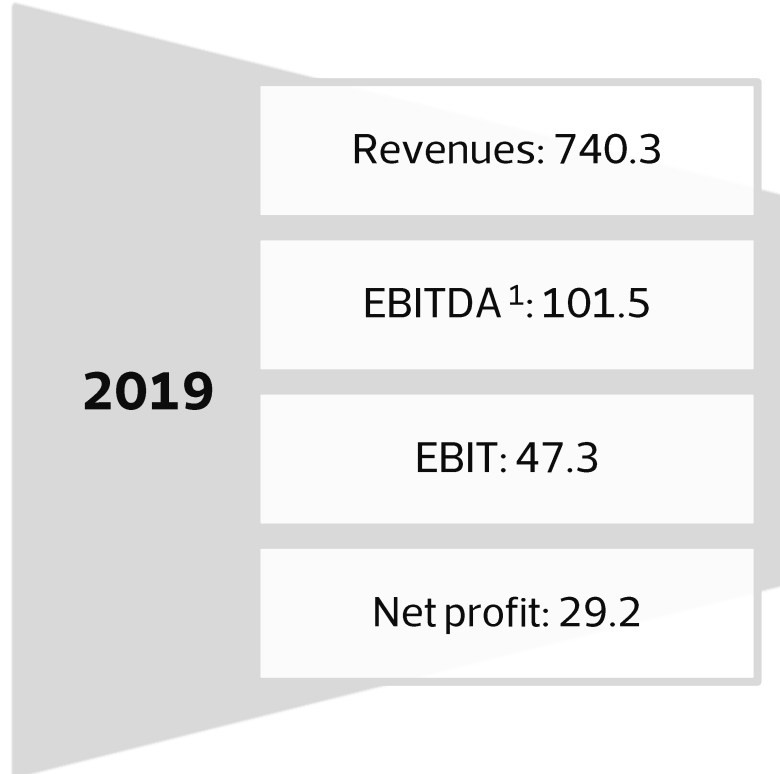 Revenues: 740.3
EBITDA ¹: 101.5
2019
EBIT: 47.3
Net profit: 29.2